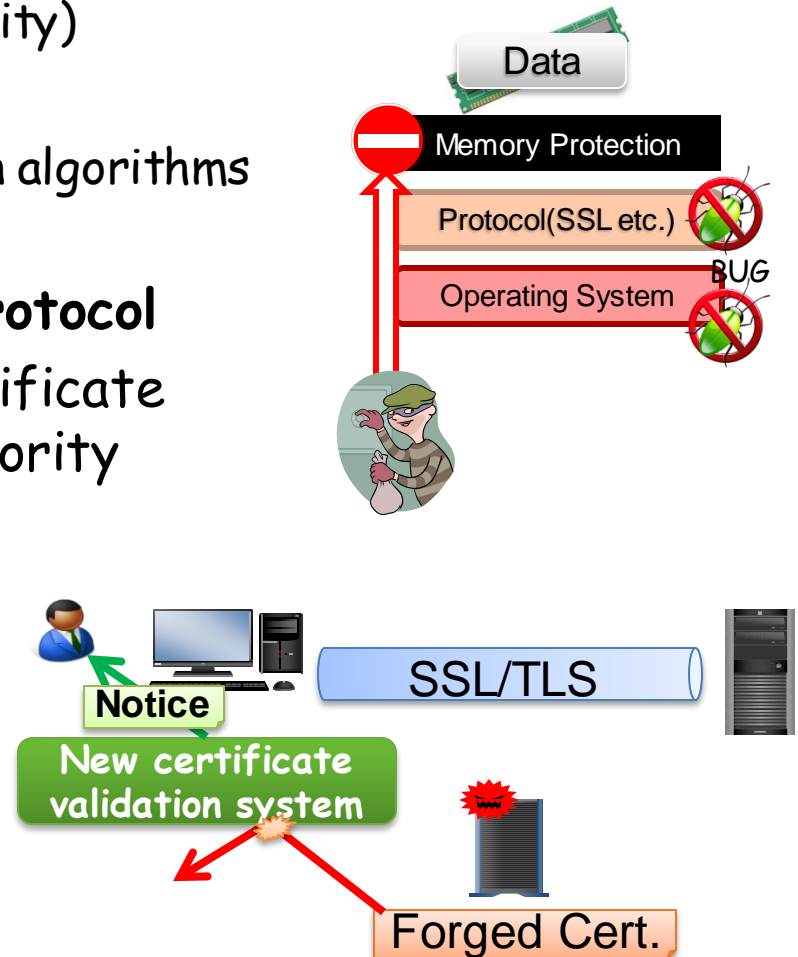 ity)
Data
Memory Protection
algorithms
Protocol(SSL etc.)
BUG
Operating System
rotocol
ificate
ority
SSL/TLS
Notice
New certificate
validation system
Forged Cert.